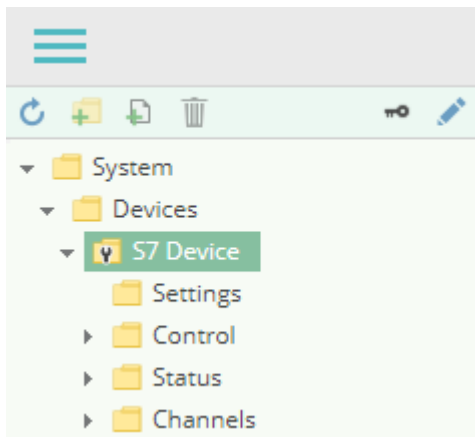 System
Devices
S7 Device
Settings
Control
Status
Channels